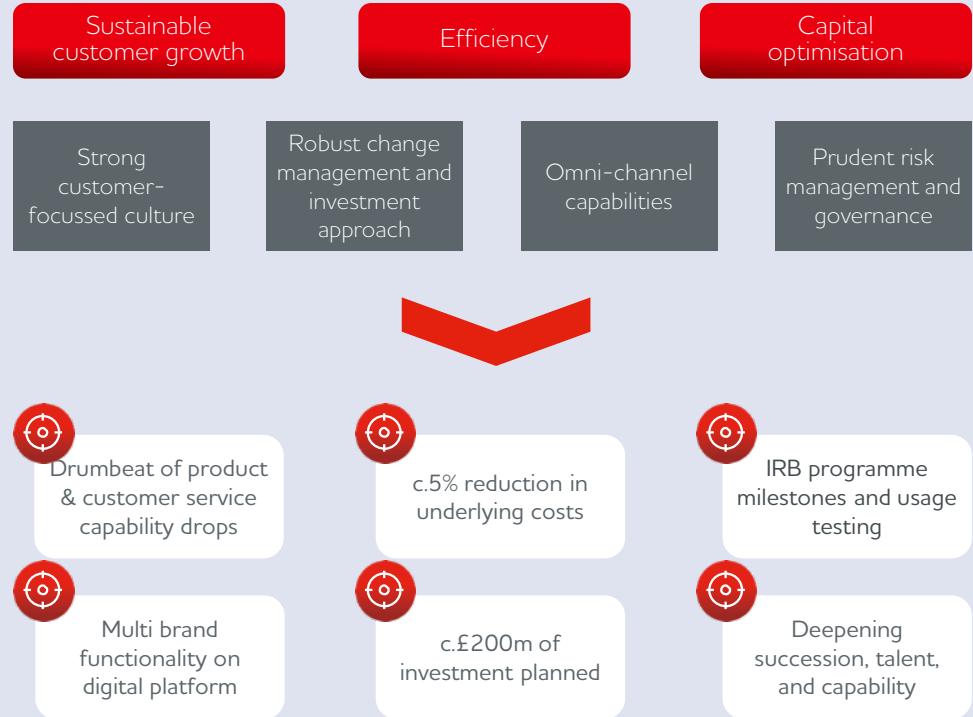 Sustainable
customer growth
Efficiency
Capital
optimisation
Strong
customer-
focussed culture
Robust change
management and
investment
approach
Omni-channel
capabilities
Prudent risk
management and
governance
Drumbeat of product
& customer service
capability drops
c.5% reduction in
underlying costs
IRB programme
milestones and usage
testing
Multi brand
functionality on
digital platform
c.£200m of
investment planned
Deepening
succession, talent,
and capability